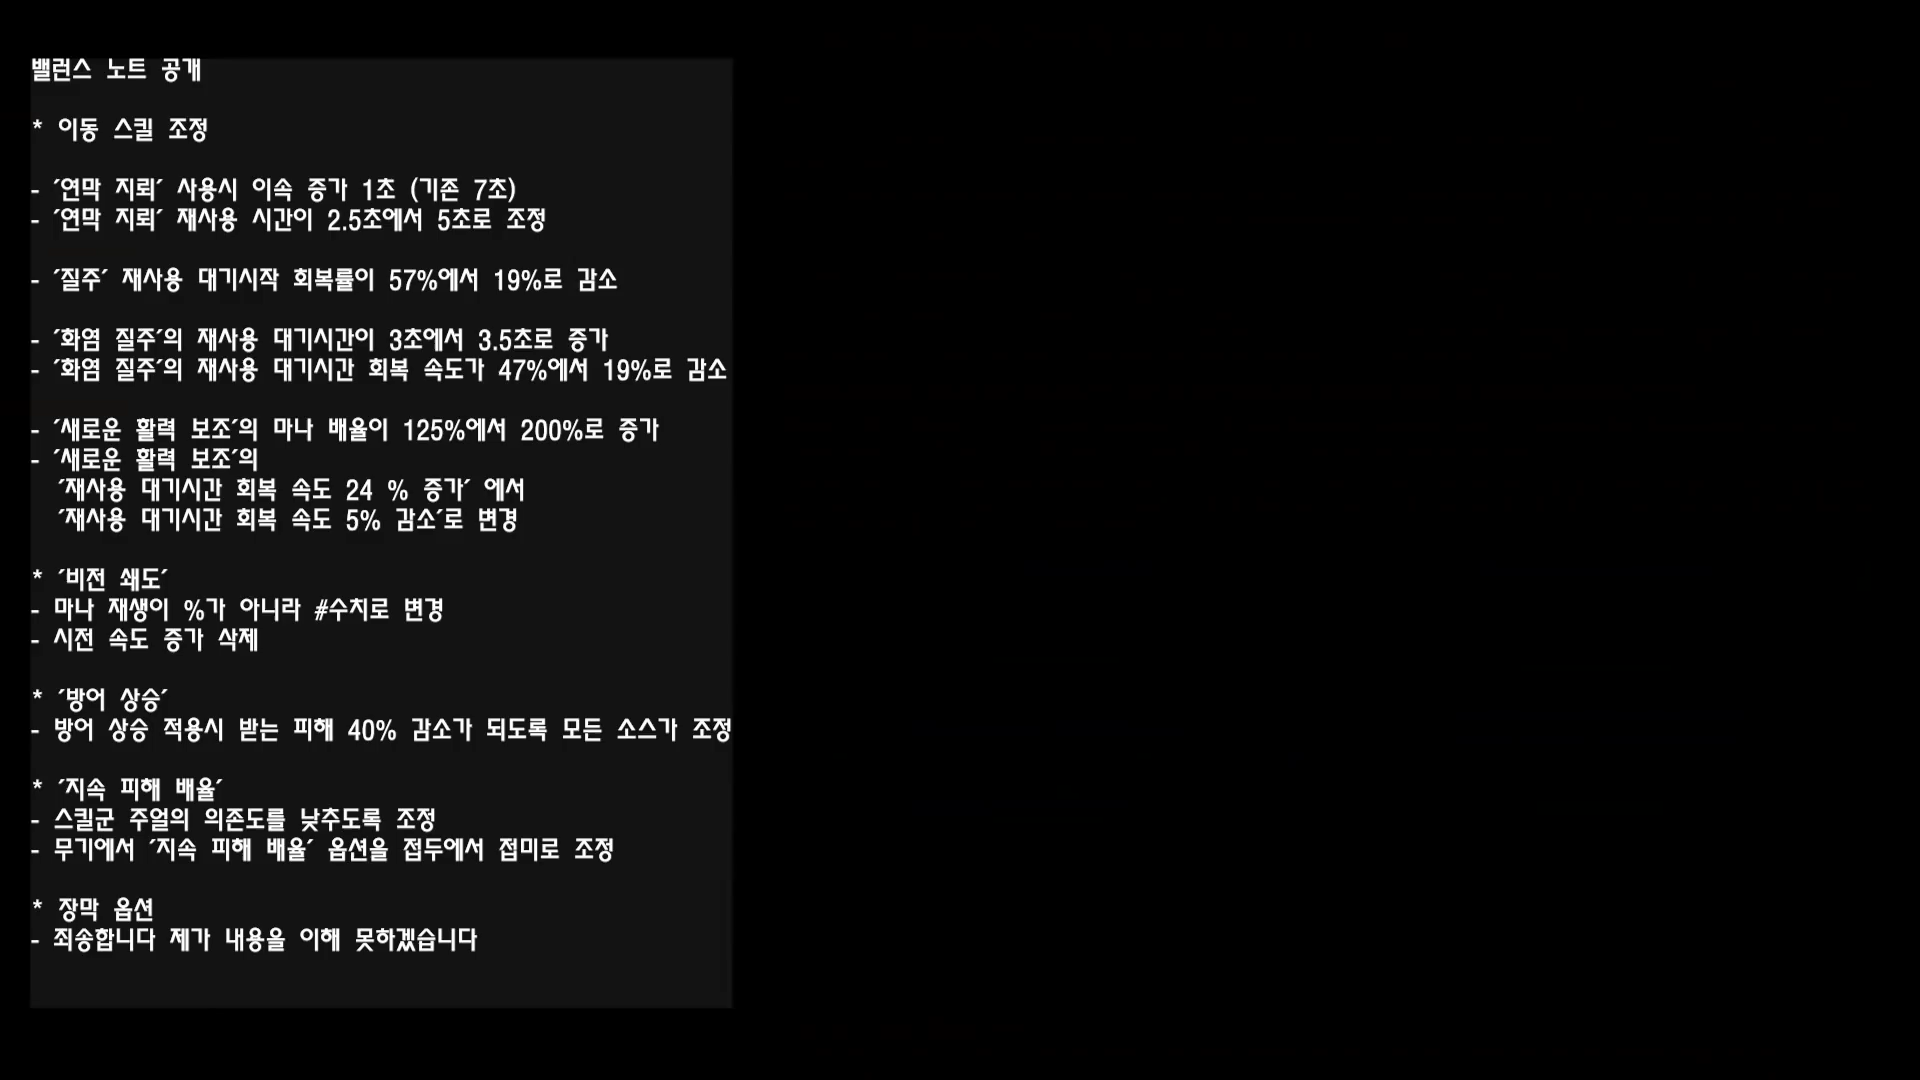 밸런스 노트 공개
* 이동 스킬 조정
- ´연막 지뢰´ 사용시 이속 증가 1초 (기존 7초)
- ´연막 지뢰´ 재사용 시간이 2.5초에서 5초로 조정
- ´질주´ 재사용 대기시작 회복률이 57%에서 19%로 감소
- ´화염 질주´의 재사용 대기시간이 3초에서 3.5초로 증가
- ´화염 질주´의 재사용 대기시간 회복 속도가 47%에서 19%로 감소
- ´새로운 활력 보조´의 마나 배율이 125%에서 200%로 증가
- ´새로운 활력 보조´의
´재사용 대기시간 회복 속도 24 % 증가´ 에서
´재사용 대기시간 회복 속도 5% 감소´로 변경
* ´비전 쇄도´
- 마나 재생이 %가 아니라 #수치로 변경
- 시전 속도 증가 삭제
* ´방어 상승´
- 방어 상승 적용시 받는 피해 40% 감소가 되도록 모든 소스가 조정
* ´지속 피해 배율´
- 스킬군 주얼의 의존도를 낮추도록 조정
- 무기에서 ´지속 피해 배율´ 옵션을 접두에서 접미로 조정
* 장막 옵션
- 죄송합니다 제가 내용을 이해 못하겠습니다